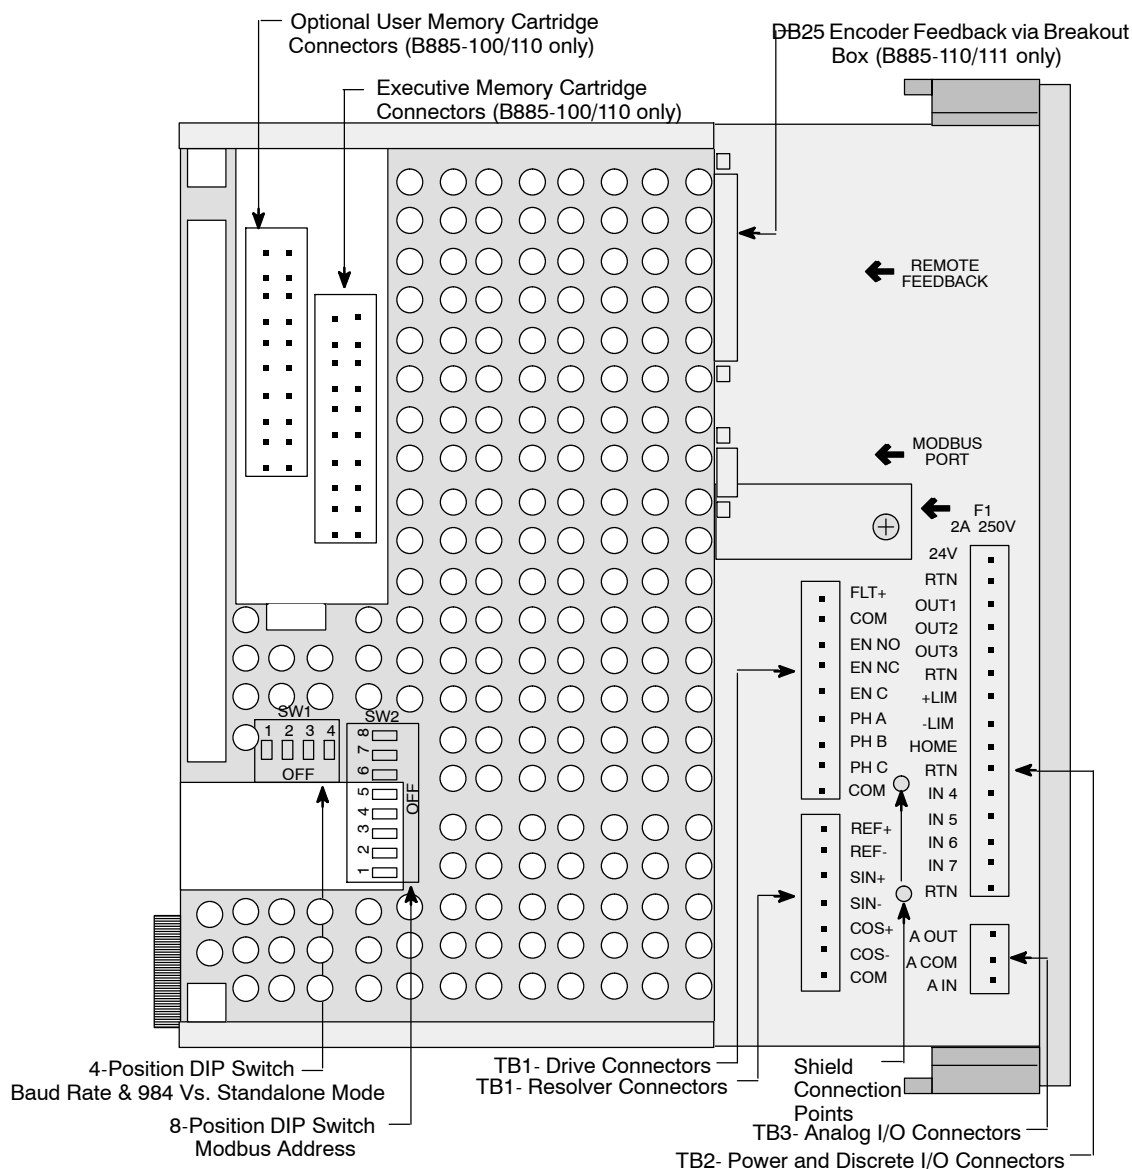 Optional User Memory Cartridge
Connectors (B885-100/110 only)
DB25 Encoder Feedback via Breakout
Box (B885-110/111 only)
Executive Memory Cartridge
Connectors (B885-100/110 only)
REMOTE
FEEDBACK
MODBUS
PORT
F1
2A 250V
24V
RTN
OUT1
OUT2
OUT3
RTN
+LIM
-LIM
HOME
RTN
IN 4
IN 5
IN 6
IN 7
RTN
FLT+
COM
EN NO
EN NC
EN C
PH A
PH B
PH C
COM
REF+
REF-
SIN+
SIN-
COS+
COS-
COM
A OUT
A COM
A IN
SW1
1 2 3 4
OFF
SW2
8
7
6
5
4
3
2
1
OFF
4-Position DIP Switch
Baud Rate & 984 Vs. Standalone Mode
8-Position DIP Switch
Modbus Address
TB1- Drive Connectors
TB1- Resolver Connectors
Shield
Connection
Points
TB3- Analog I/O Connectors
TB2- Power and Discrete I/O Connectors